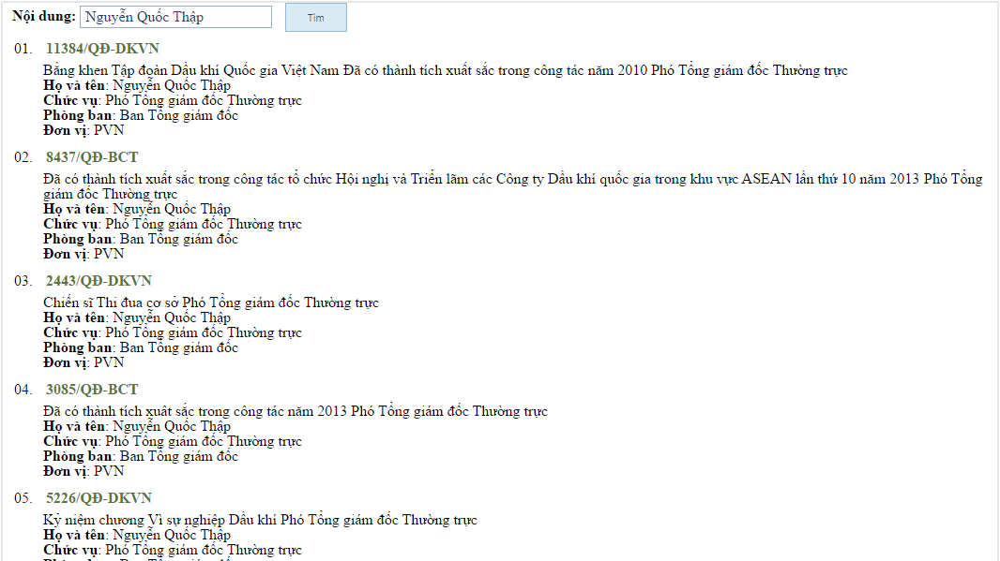 Nội dung: Nguyễn Quốc Thập Tìm
01. 11384/QĐ-DKVN
Bằng khen Tập đoàn Dầu khí Quốc gia Việt Nam Đã có thành tích xuất sắc trong công tác năm 2010 Phó Tổng giám đốc Thường trực
Họ và tên: Nguyễn Quốc Thập
Chức vụ: Phó Tổng giám đốc Thường trực
Phòng ban: Ban Tổng giám đốc
Đơn vị: PVN
02. 8437/QĐ-BCT
Đã có thành tích xuất sắc trong công tác tổ chức Hội nghị và Triển lãm các Công ty Dầu khí quốc gia trong khu vực ASEAN lần thứ 10 năm 2013 Phó Tổng
giám đốc Thường trực
Họ và tên: Nguyễn Quốc Thập
Chức vụ: Phó Tổng giám đốc Thường trực
Phòng ban: Ban Tổng giám đốc
Đơn vị: PVN
03. 2443/QĐ-DKVN
Chiến sĩ Thi đua cơ sở Phó Tổng giám đốc Thường trực
Họ và tên: Nguyễn Quốc Thập
Chức vụ: Phó Tổng giám đốc Thường trực
Phòng ban: Ban Tổng giám đốc
Đơn vị: PVN
04. 3085/QĐ-BCT
Đã có thành tích xuất sắc trong công tác năm 2013 Phó Tổng giám đốc Thường trực
Họ và tên: Nguyễn Quốc Thập
Chức vụ: Phó Tổng giám đốc Thường trực
Phòng ban: Ban Tổng giám đốc
Đơn vị: PVN
05. 5226/QĐ-DKVN
Kỷ niệm chương Vì sự nghiệp Dầu khí Phó Tổng giám đốc Thường trực
Họ và tên: Nguyễn Quốc Thập
Chức vụ: Phó Tổng giám đốc Thường trực